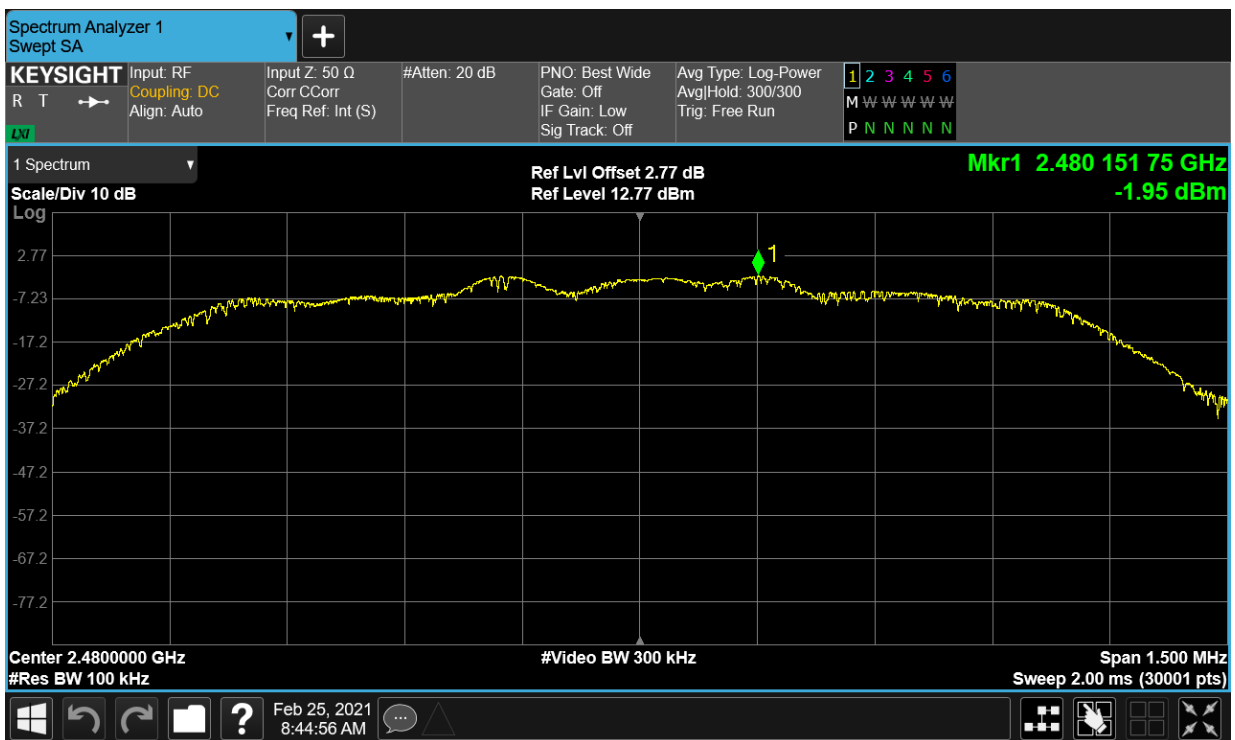 Spectrum Analyzer 1
Swept SA
KEYSIGHT
R T
LXI
Input: RF
Coupling: DC
Align: Auto
Input Z: 50 Ω
Corr CCorr
Freq Ref: Int (S)
#Atten: 20 dB
PNO: Best Wide
Gate: Off
IF Gain: Low
Sig Track: Off
Avg Type: Log-Power
Avg|Hold: 300/300
Trig: Free Run
1 2 3 4 5 6
M W W W W W
P N N N N N
1 Spectrum
Scale/Div 10 dB
Log
Ref Lvl Offset 2.77 dB
Ref Level 12.77 dBm
Mkr1 2.480 151 75 GHz
-1.95 dBm
1
2.77
-7.23
-17.2
-27.2
-37.2
-47.2
-57.2
-67.2
-77.2
Center 2.4800000 GHz
#Res BW 100 kHz
#Video BW 300 kHz
Span 1.500 MHz
Sweep 2.00 ms (30001 pts)
?
Feb 25, 2021
8:44:56 AM